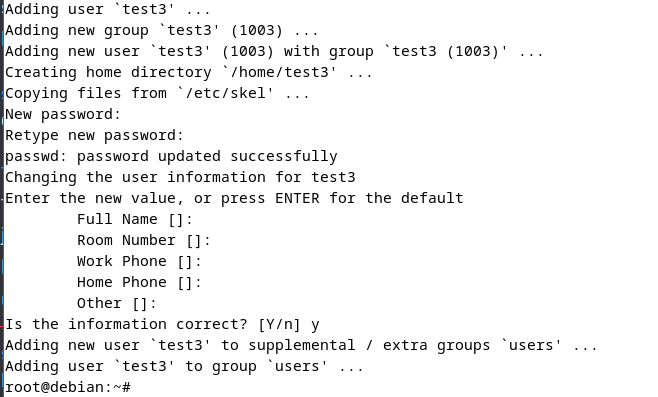 Adding user `test3' ...
Adding new group `test3' (1003) ...
Adding new user `test3' (1003) with group `test3 (1003)' ...
Creating home directory `/home/test3' ...
Copying files from `/etc/skel' ...
New password:
Retype new password:
passwd: password updated successfully
Changing the user information for test3
Enter the new value, or press ENTER for the default
        Full Name []:
        Room Number []:
        Work Phone []:
        Home Phone []:
        Other []:
Is the information correct? [Y/n] y
Adding new user `test3' to supplemental / extra groups `users' ...
Adding user `test3' to group `users' ...
root@debian:~#